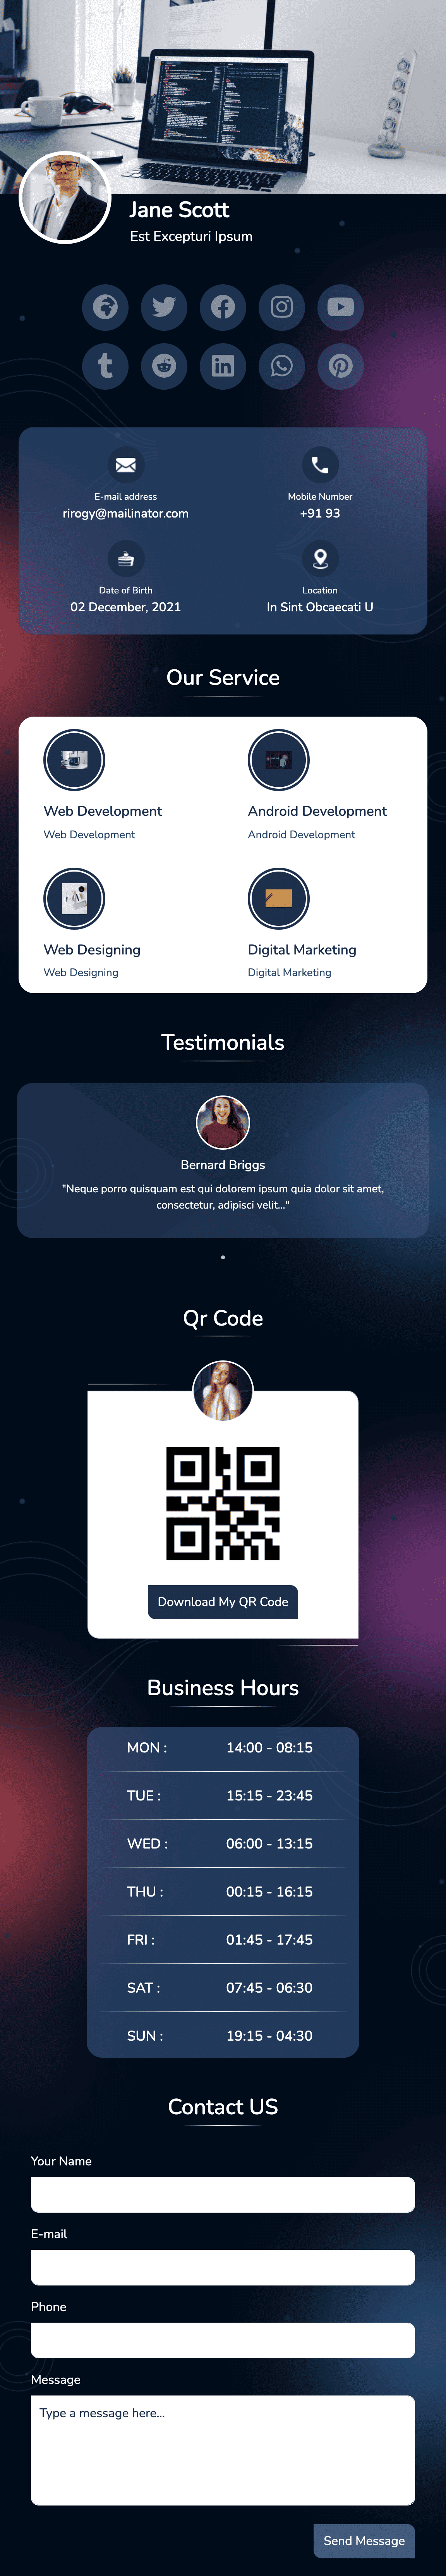 Jane Scott
Est Excepturi Ipsum
E-mail address
rirogy@mailinator.com
Mobile Number
+91 93
Date of Birth
02 December, 2021
Location
In Sint Obcaecati U
Our Service
Web Development
Web Development
Android Development
Android Development
Web Designing
Web Designing
Digital Marketing
Digital Marketing
Testimonials
Bernard Briggs
"Neque porro quisquam est qui dolorem ipsum quia dolor sit amet,
consectetur, adipisci velit..."
Qr Code
Download My QR Code
Business Hours
MON : 14:00 - 08:15
TUE : 15:15 - 23:45
WED : 06:00 - 13:15
THU : 00:15 - 16:15
FRI : 01:45 - 17:45
SAT : 07:45 - 06:30
SUN : 19:15 - 04:30
Contact US
Your Name
E-mail
Phone
Message
Type a message here...
Send Message